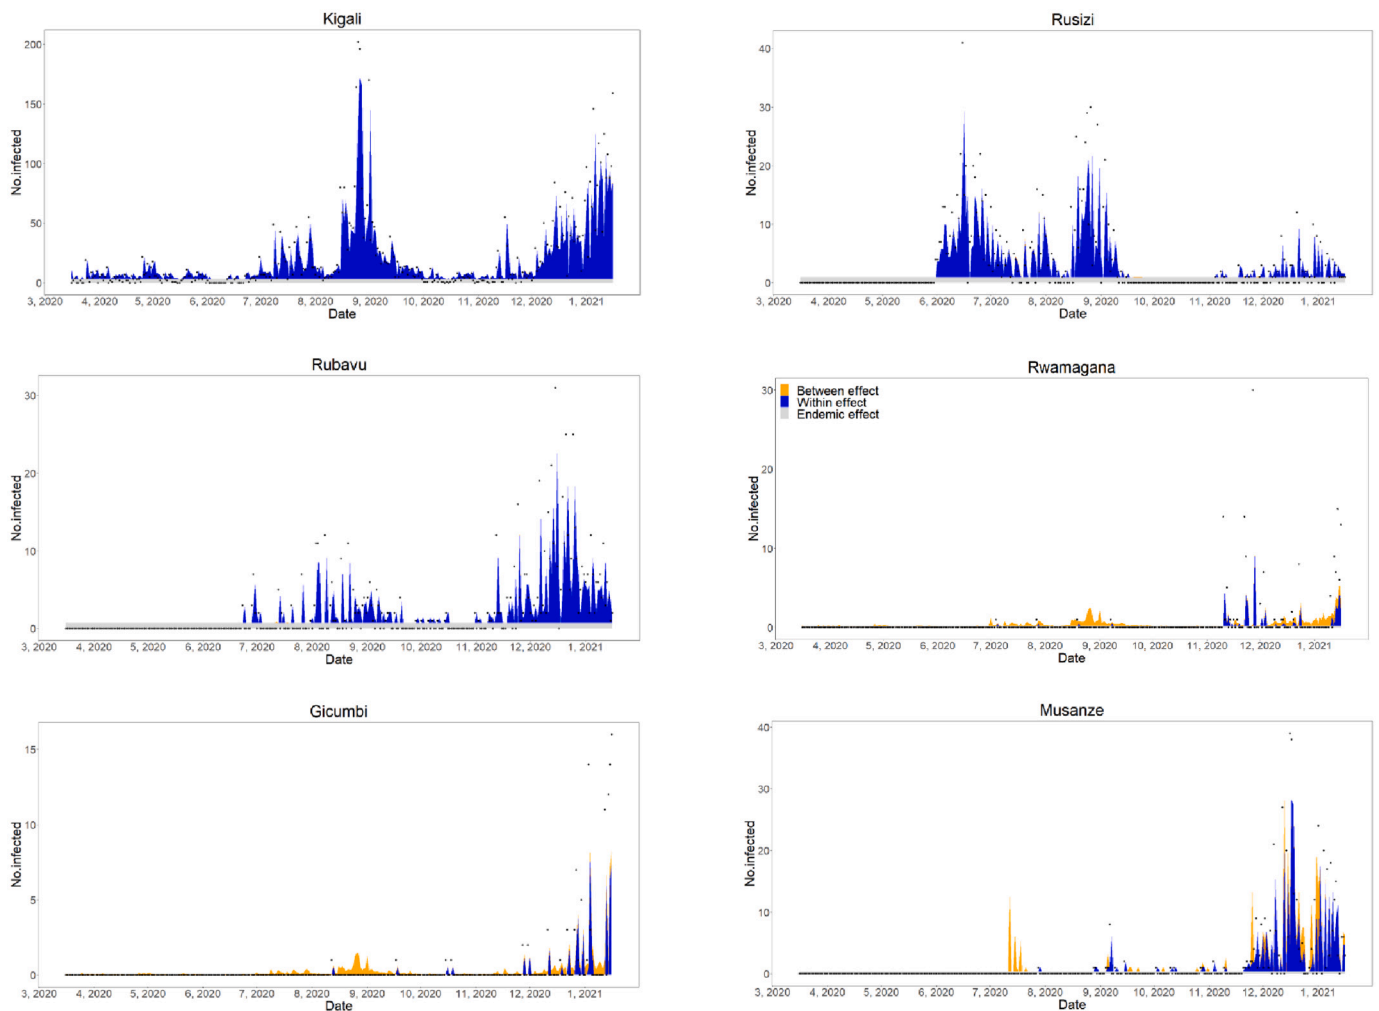 Kigali
200
150
100
50
0
No.infected
3, 2020 4, 2020 5, 2020 6, 2020 7, 2020 8, 2020 9, 2020 10, 2020 11, 2020 12, 2020 1, 2021
Date
Rusizi
40
30
20
10
0
No.infected
3, 2020 4, 2020 5, 2020 6, 2020 7, 2020 8, 2020 9, 2020 10, 2020 11, 2020 12, 2020 1, 2021
Date
Rubavu
30
20
10
0
No.infected
3, 2020 4, 2020 5, 2020 6, 2020 7, 2020 8, 2020 9, 2020 10, 2020 11, 2020 12, 2020 1, 2021
Date
Rwamagana
Between effect
Within effect
Endemic effect
30
20
10
0
No.infected
3, 2020 4, 2020 5, 2020 6, 2020 7, 2020 8, 2020 9, 2020 10, 2020 11, 2020 12, 2020 1, 2021
Date
Gicumbi
15
10
5
0
No.infected
3, 2020 4, 2020 5, 2020 6, 2020 7, 2020 8, 2020 9, 2020 10, 2020 11, 2020 12, 2020 1, 2021
Date
Musanze
40
30
20
10
0
No.infected
3, 2020 4, 2020 5, 2020 6, 2020 7, 2020 8, 2020 9, 2020 10, 2020 11, 2020 12, 2020 1, 2021
Date